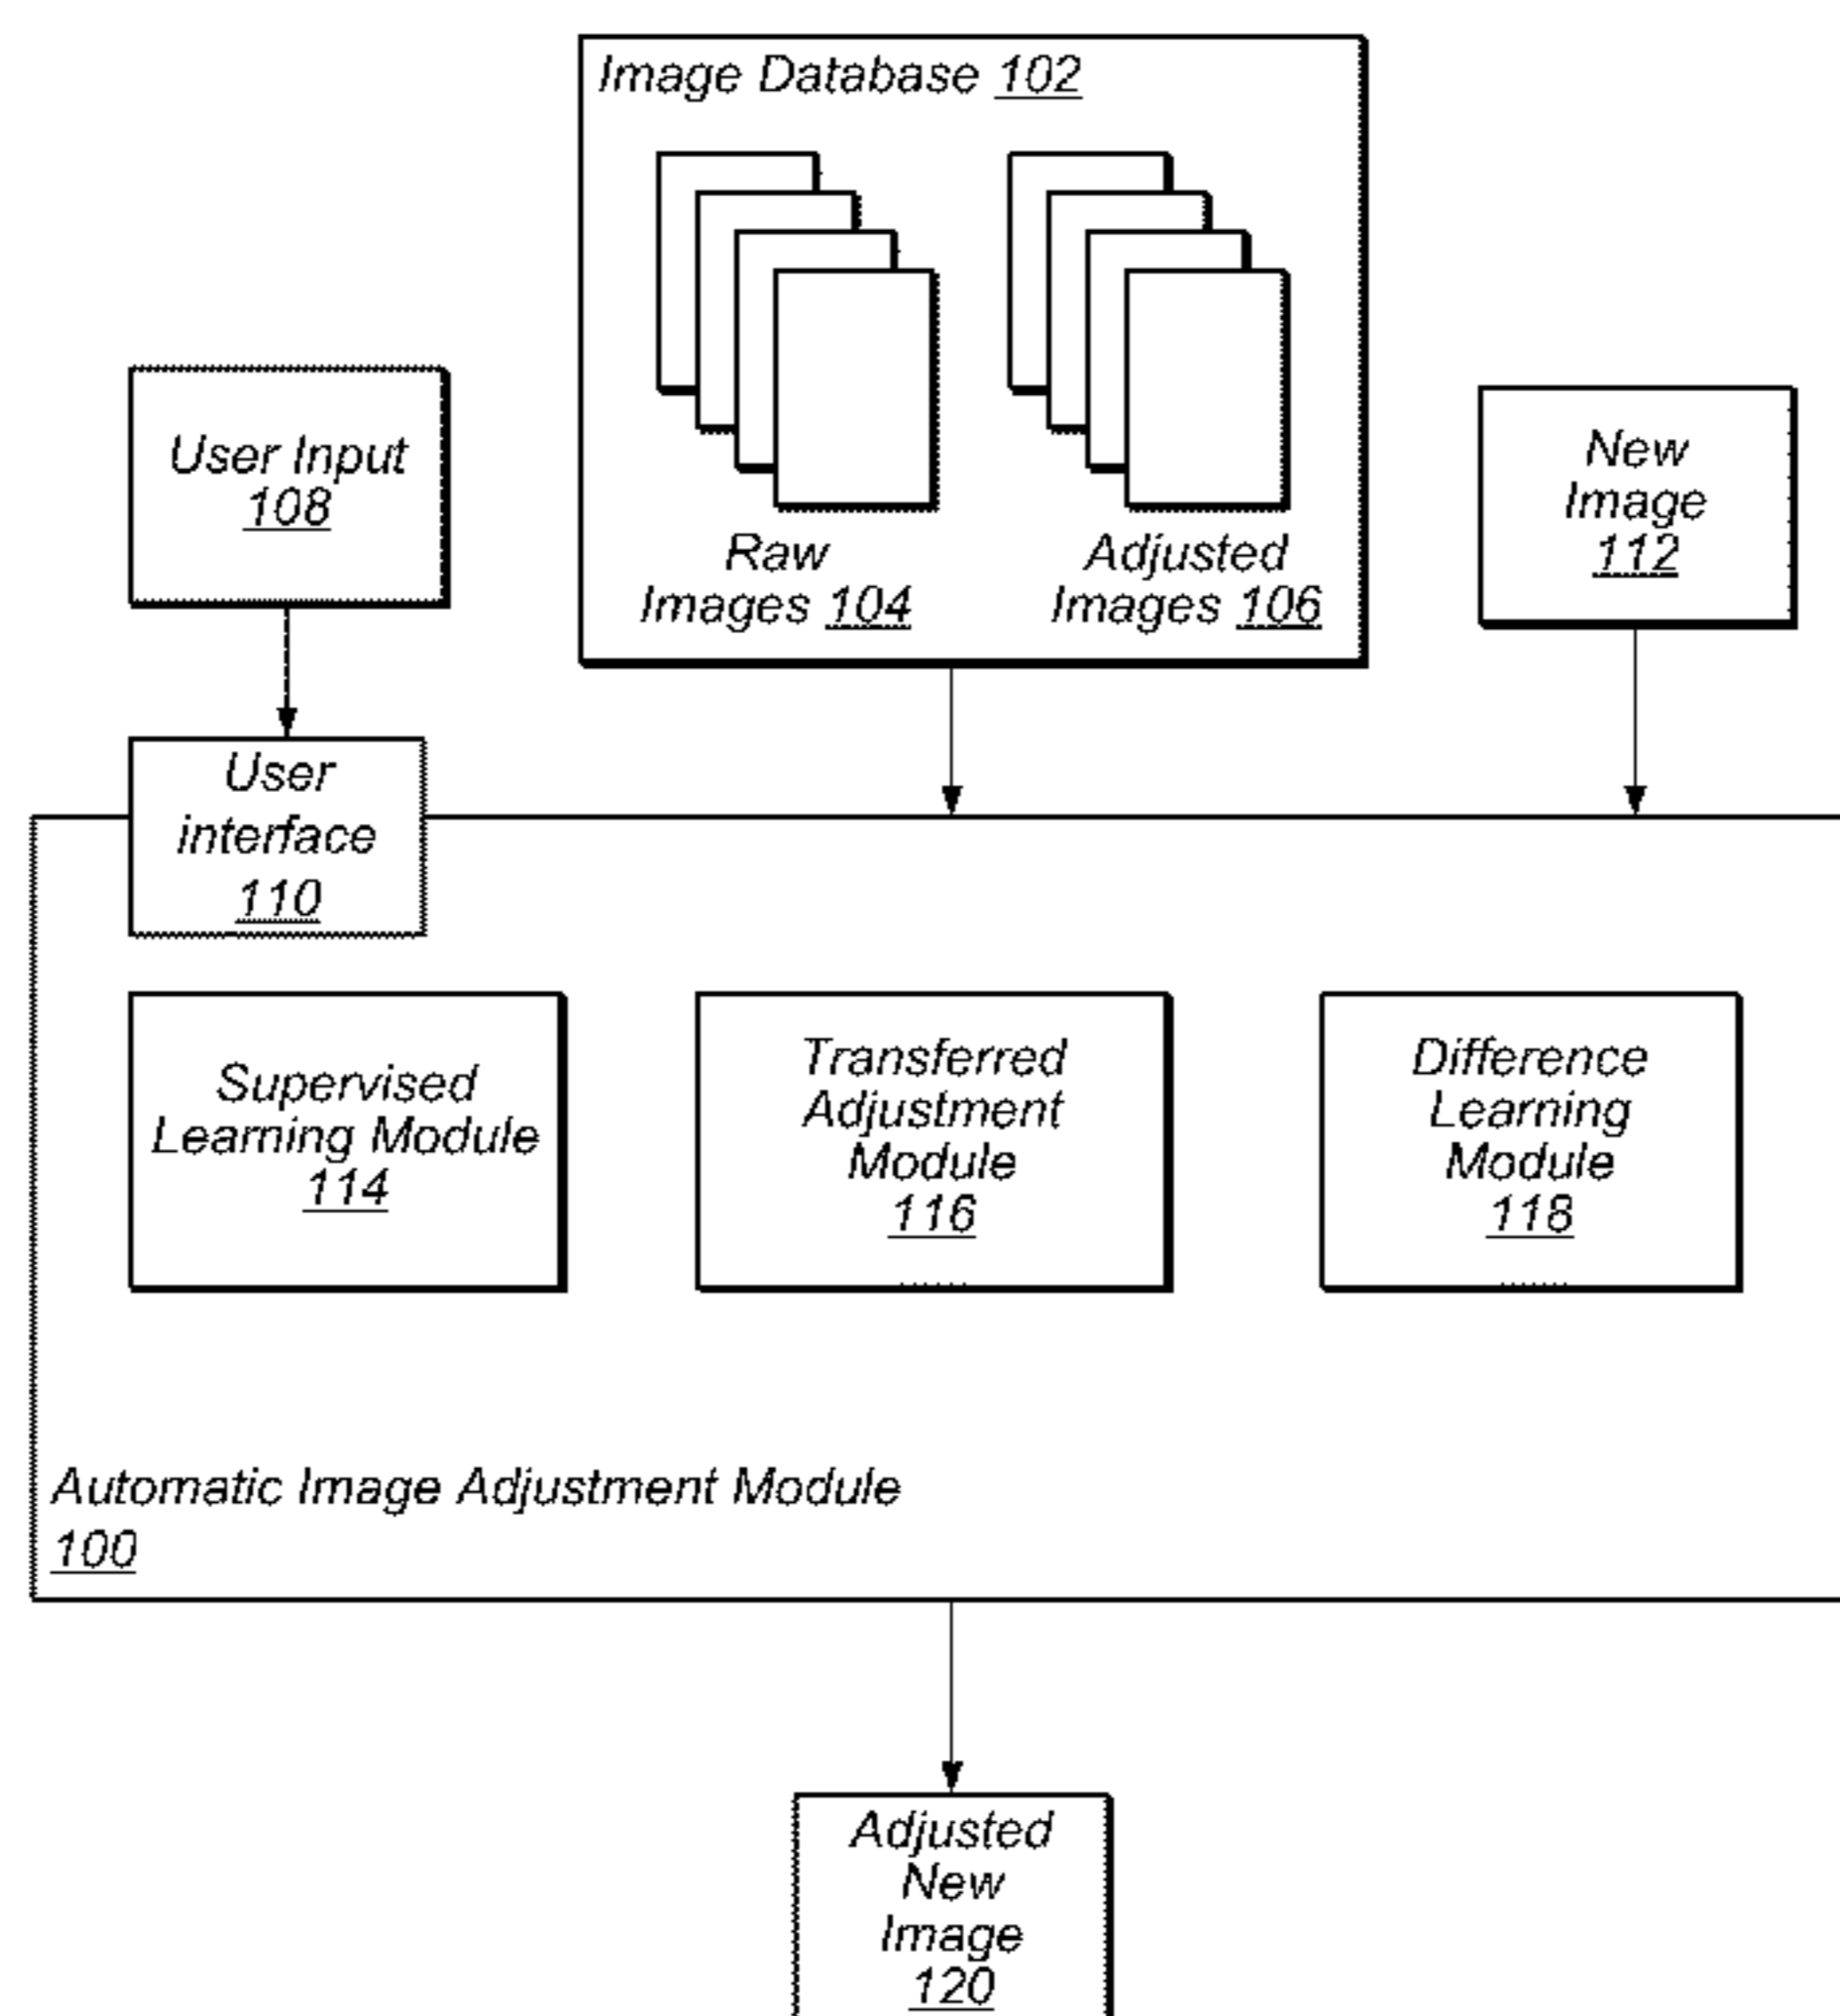 Image Database 102
Raw
Images 104
Adjusted
Images 106
User Input
108
New
Image
112
User
interface
110
Supervised
Learning Module
114
Transferred
Adjustment
Module
116
Difference
Learning
Module
118
Automatic Image Adjustment Module
100
Adjusted
New
Image
120